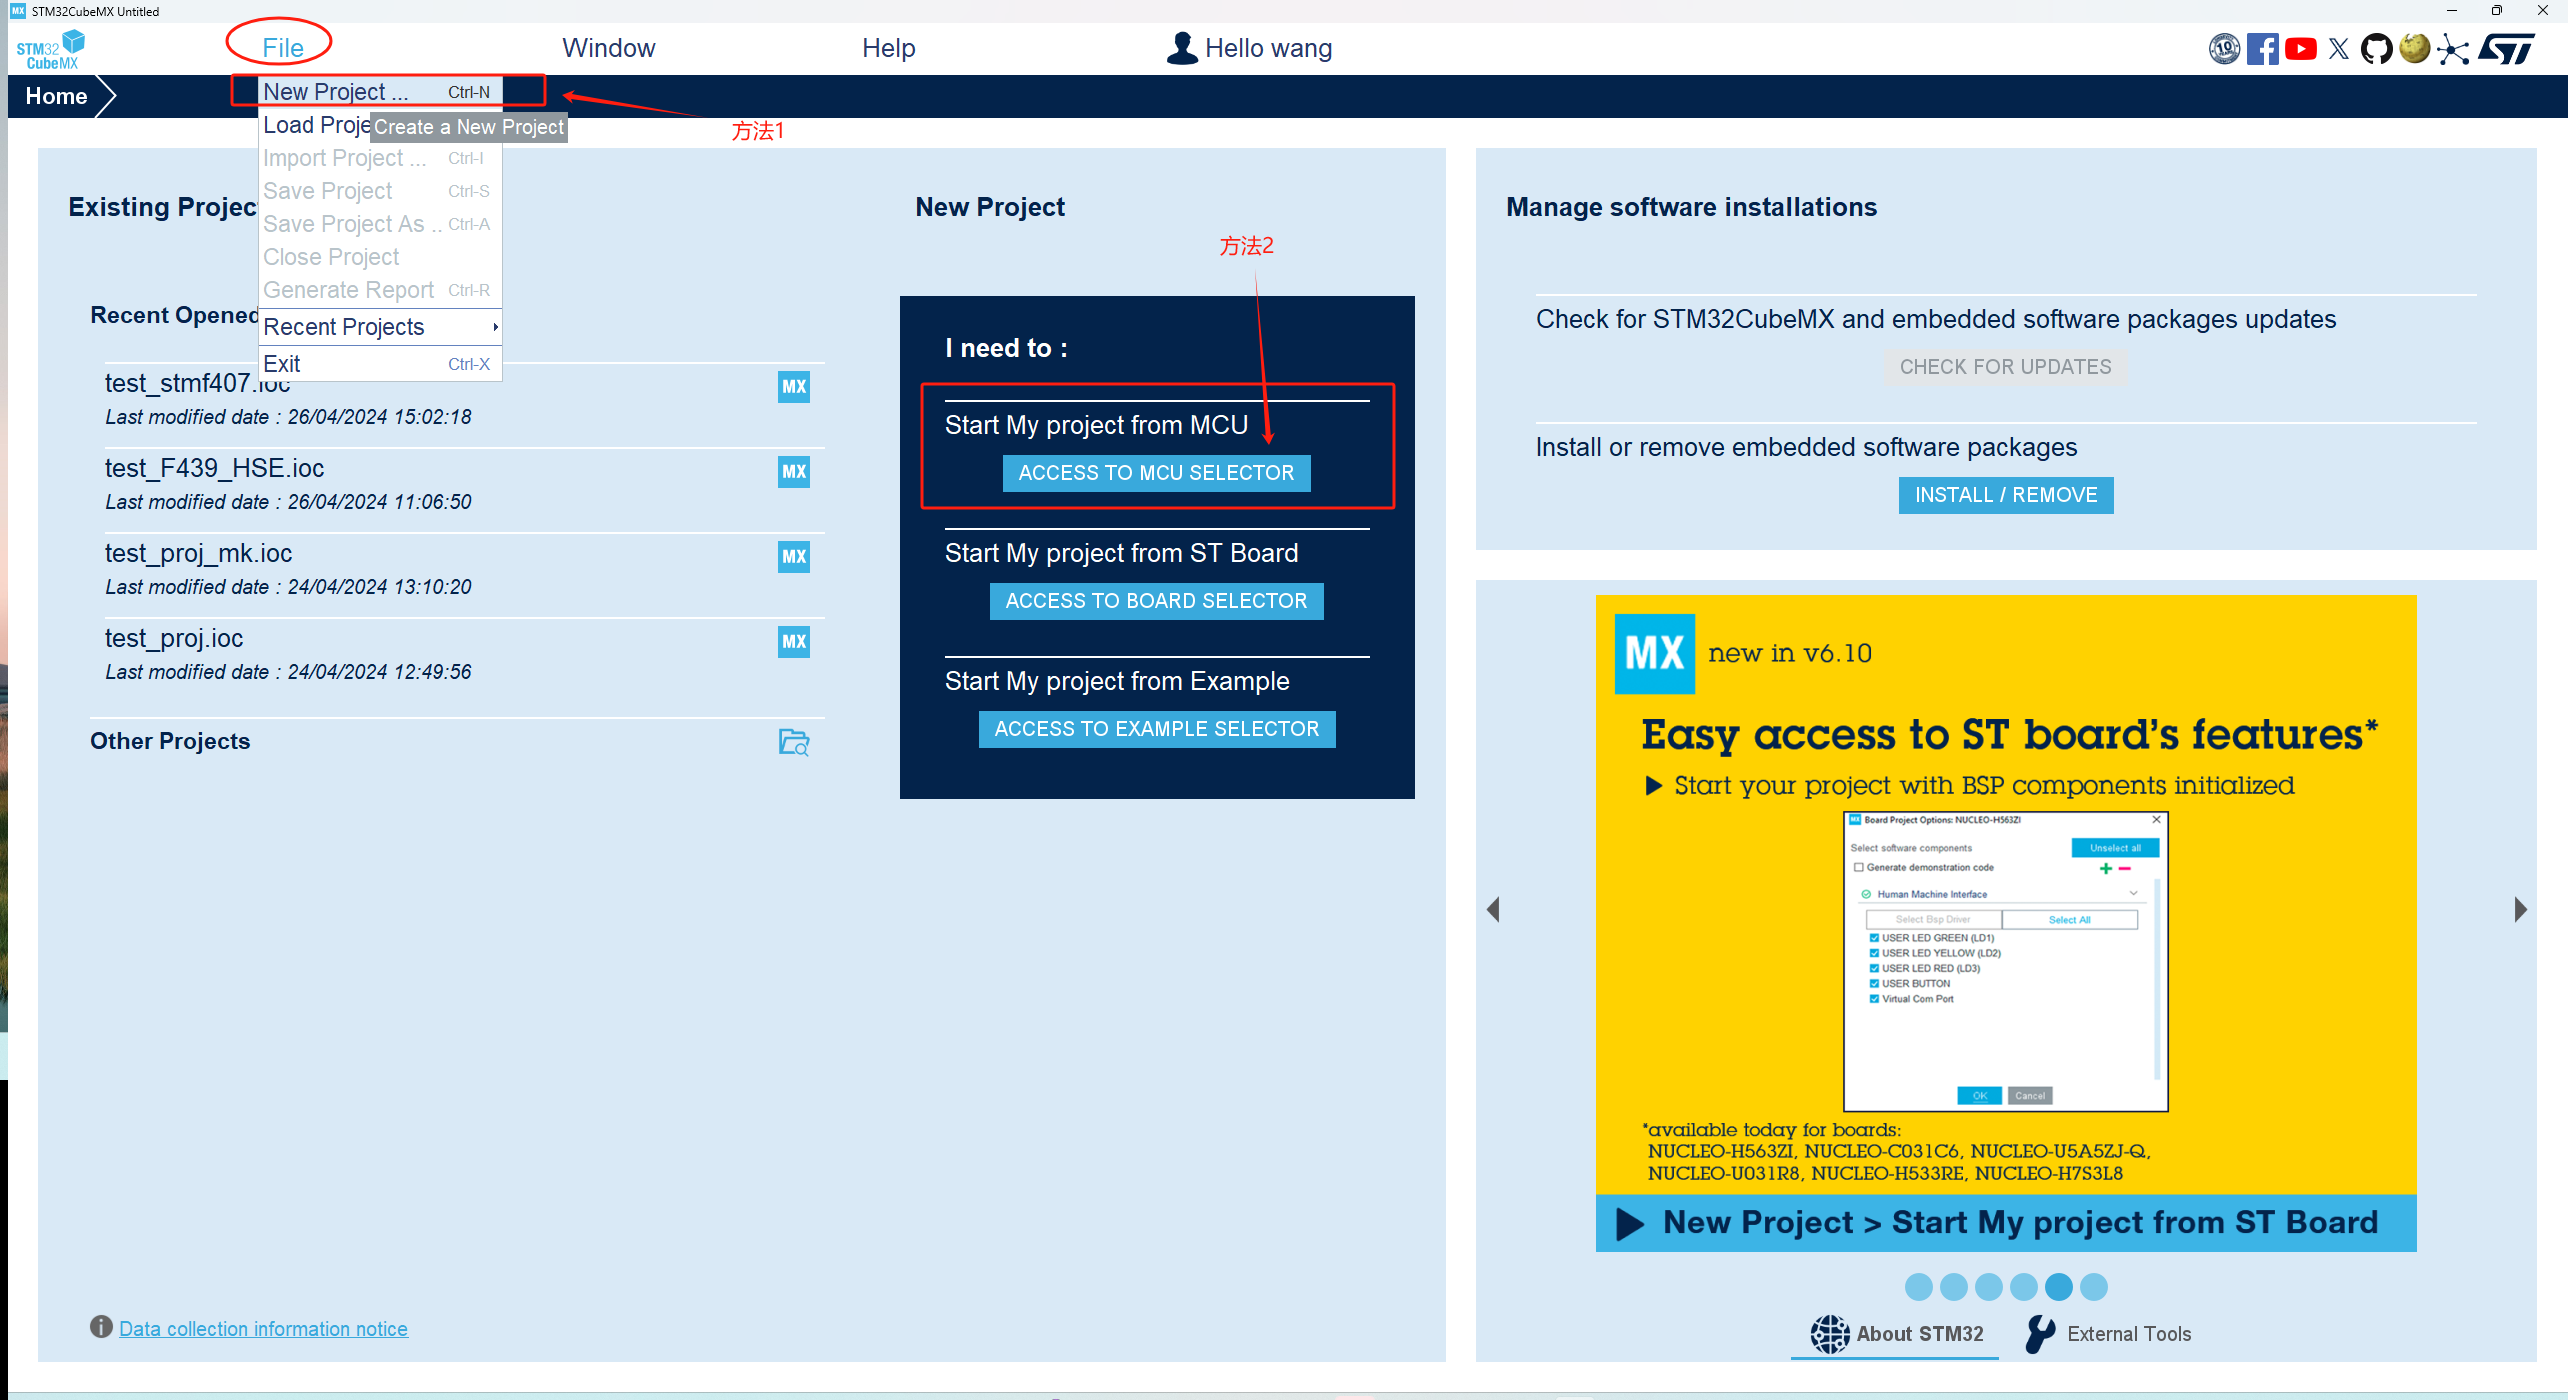 MX STM32CubeMX Untitled
STM32
CubeMX
File
Window
Help
Hello wang
10
Home
New Project ... Ctrl-N
Load Proje
Create a New Project
Import Project ... Ctrl-I
Save Project Ctrl-S
Save Project As .. Ctrl-A
Close Project
Generate Report Ctrl-R
Recent Projects
Exit Ctrl-X
方法1
Existing Projec
Recent Opened
test_stmf407.ioc
MX
Last modified date : 26/04/2024 15:02:18
test_F439_HSE.ioc
MX
Last modified date : 26/04/2024 11:06:50
test_proj_mk.ioc
MX
Last modified date : 24/04/2024 13:10:20
test_proj.ioc
MX
Last modified date : 24/04/2024 12:49:56
Other Projects
Data collection information notice
New Project
方法2
I need to :
Start My project from MCU
ACCESS TO MCU SELECTOR
Start My project from ST Board
ACCESS TO BOARD SELECTOR
Start My project from Example
ACCESS TO EXAMPLE SELECTOR
Manage software installations
Check for STM32CubeMX and embedded software packages updates
CHECK FOR UPDATES
Install or remove embedded software packages
INSTALL / REMOVE
MX new in v6.10
Easy access to ST board's features*
Start your project with BSP components initialized
MX Board Project Options: NUCLEO-H563ZI
Select software components
Unselect all
Generate demonstration code
Human Machine Interface
Select Bsp Driver
Select All
USER LED GREEN (LD1)
USER LED YELLOW (LD2)
USER LED RED (LD3)
USER BUTTON
Virtual Com Port
OK
Cancel
*available today for boards:
NUCLEO-H563ZI, NUCLEO-C031C6, NUCLEO-U5A5ZJ-Q,
NUCLEO-U031R8, NUCLEO-H533RE, NUCLEO-H7S3L8
New Project > Start My project from ST Board
About STM32
External Tools